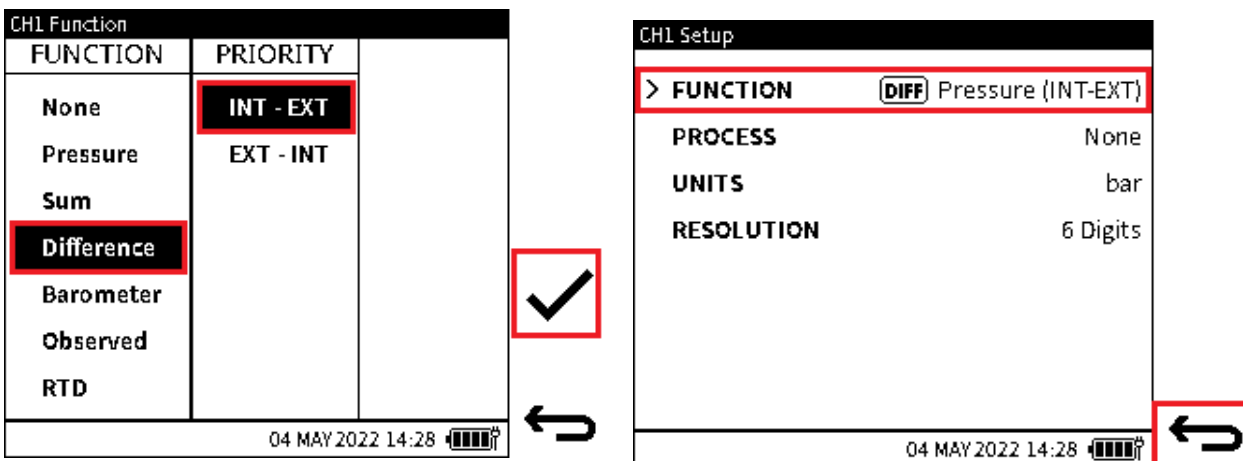 CH1 Function
FUNCTION PRIORITY
None INT - EXT
Pressure EXT - INT
Sum
Difference
Barometer
Observed
RTD
04 MAY 2022 14:28
CH1 Setup
> FUNCTION DIFF Pressure (INT-EXT)
PROCESS None
UNITS bar
RESOLUTION 6 Digits
04 MAY 2022 14:28